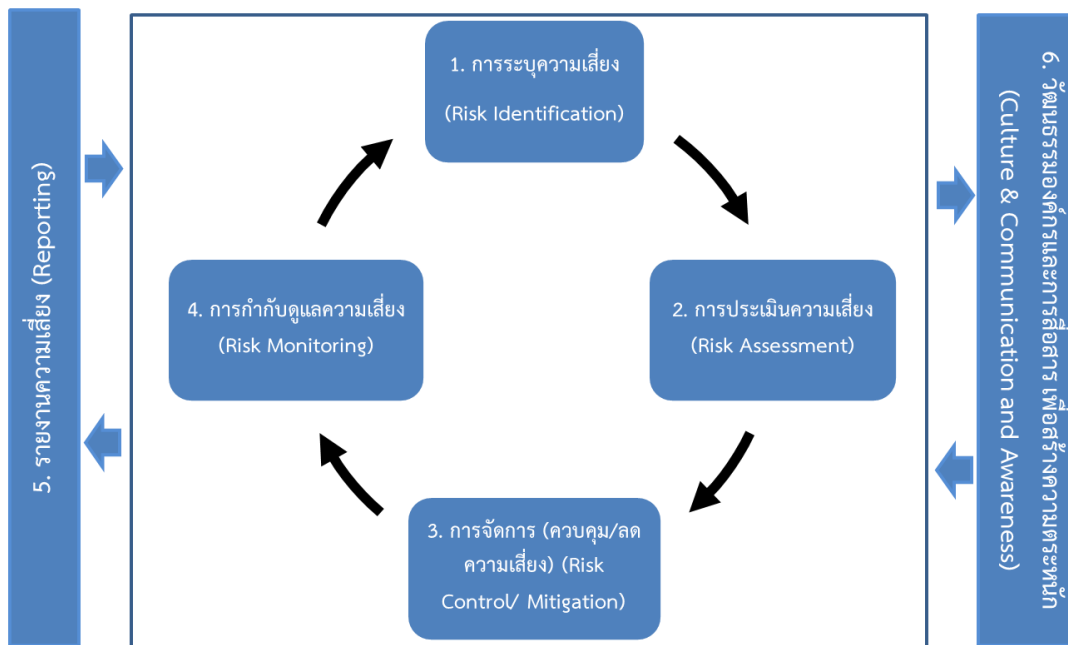 1. การระบุความเสี่ยง
(Risk Identification)
2. การประเมินความเสี่ยง
(Risk Assessment)
3. การจัดการ (ควบคุม/ลด
ความเสี่ยง) (Risk
Control/ Mitigation)
4. การกำกับดูแลความเสี่ยง
(Risk Monitoring)
5. รายงานความเสี่ยง (Reporting)
6. วัฒนธรรมองค์กรและการสื่อสาร เพื่อสร้างความตระหนัก
(Culture & Communication and Awareness)